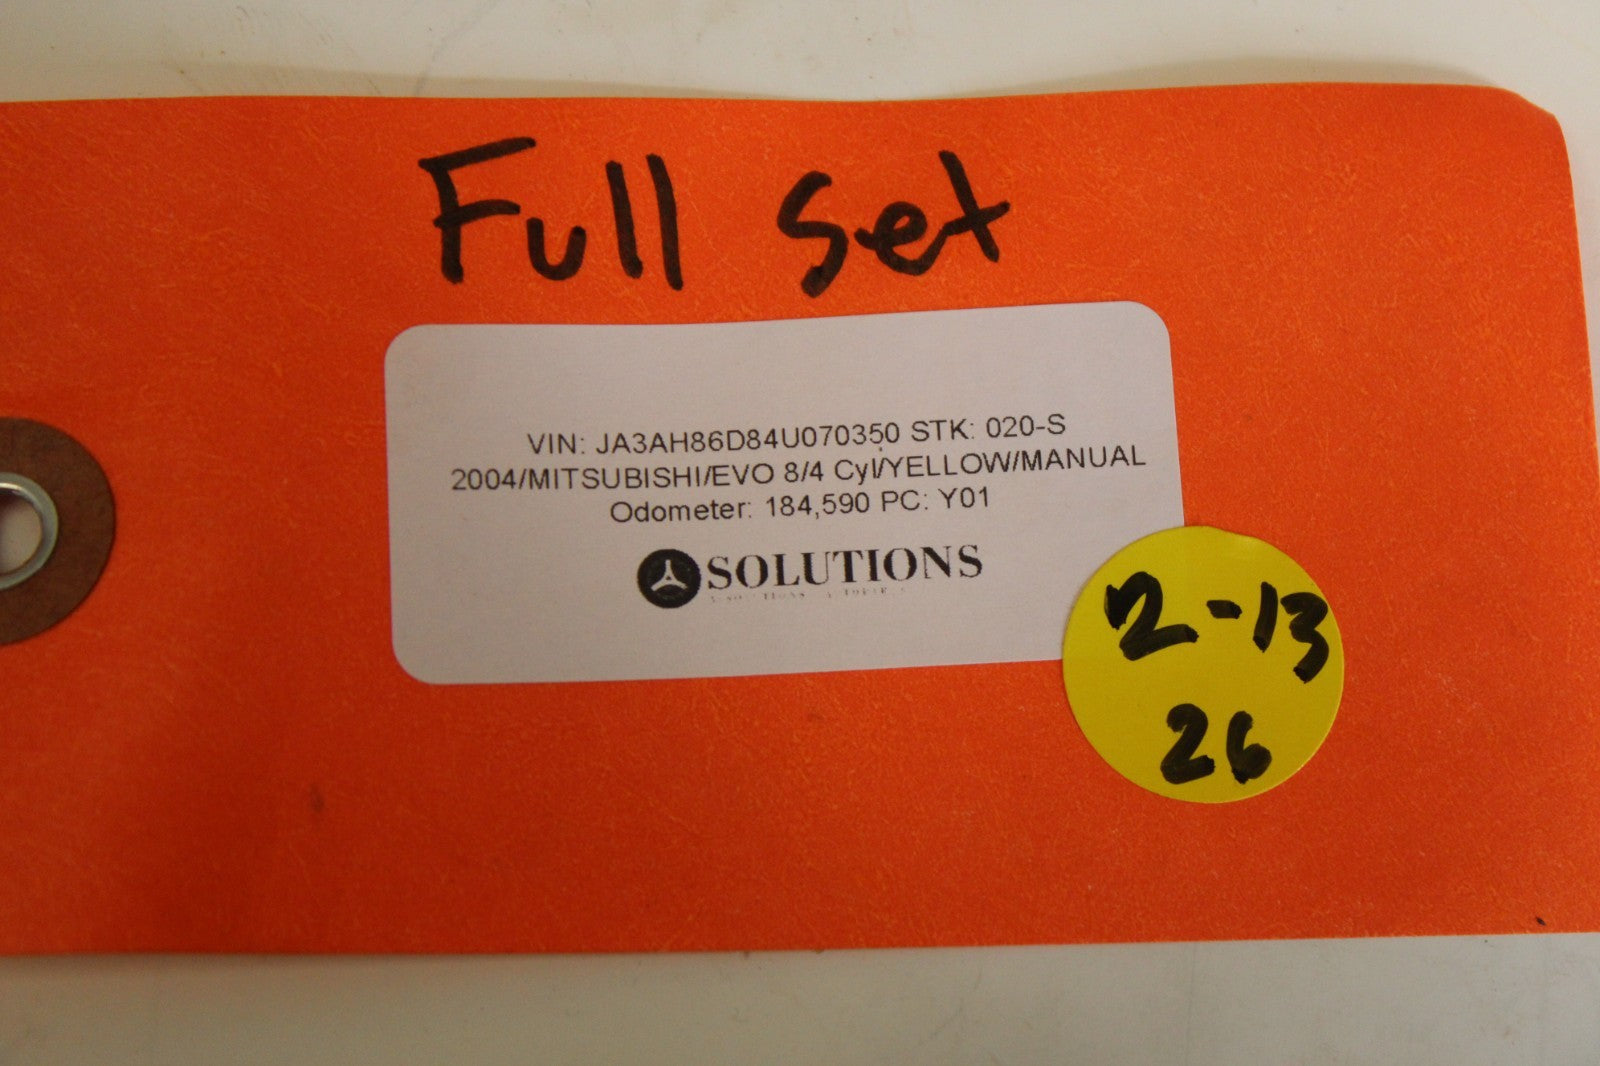 Full Set
VIN: JA3AH86D84U070350 STK: 020-S
2004/MITSUBISHI/EVO 8/4 Cyl/YELLOW/MANUAL
Odometer: 184,590 PC: Y01
SOLUTIONS
2-13
26